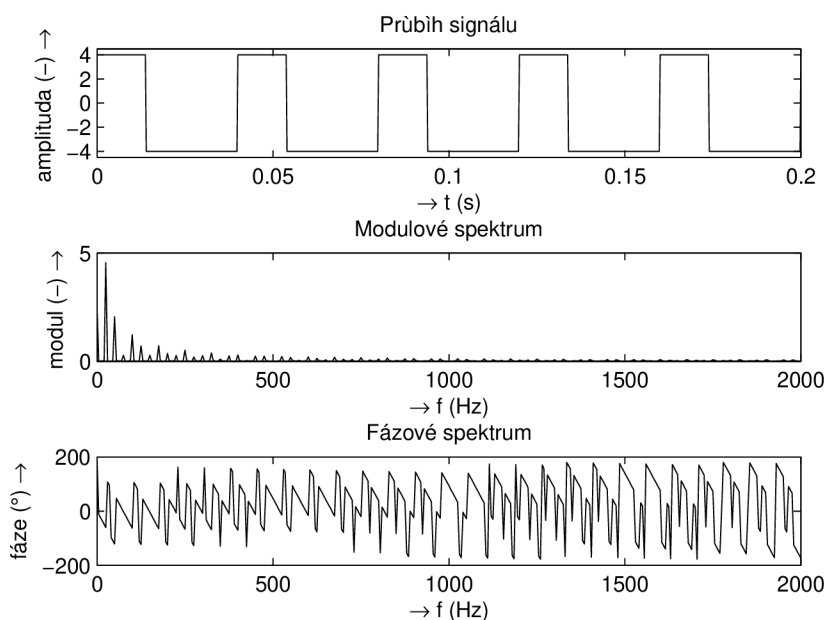 Prùbìh signálu
amplituda (−) →
4
2
0
−2
−4
0 0.05 0.1 0.15 0.2
→ t (s)
Modulové spektrum
modul (−) →
5
0
0 500 1000 1500 2000
→ f (Hz)
Fázové spektrum
fáze (°) →
200
0
−200
0 500 1000 1500 2000
→ f (Hz)